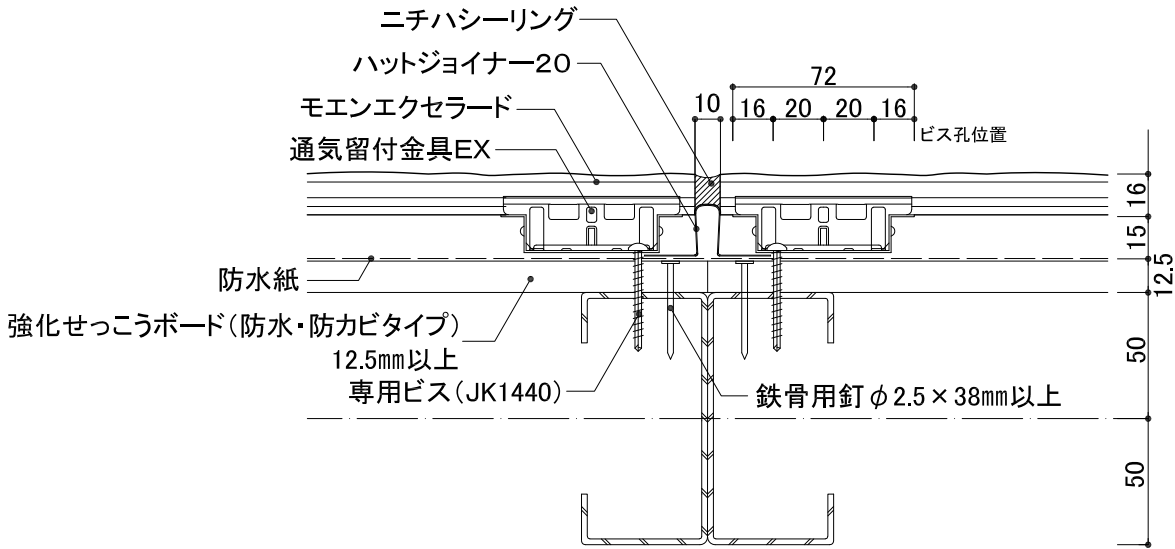 ニチハシーリング
ハットジョイナー20
モエンエクセラード
通気留付金具EX
72
10
16 20 20 16
ビス孔位置
16
15
12.5
防水紙
強化せっこうボード(防水・防カビタイプ)
12.5mm以上
専用ビス(JK1440)
鉄骨用釘φ2.5×38mm以上
50
50